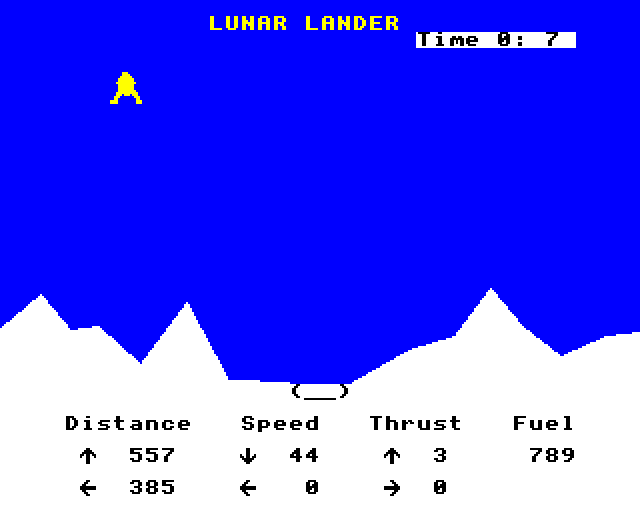 LUNAR LANDER
Time 0: 7
Distance Speed Thrust Fuel
↑ 557 ↓ 44 ↑ 3 789
← 385 ← 0 → 0